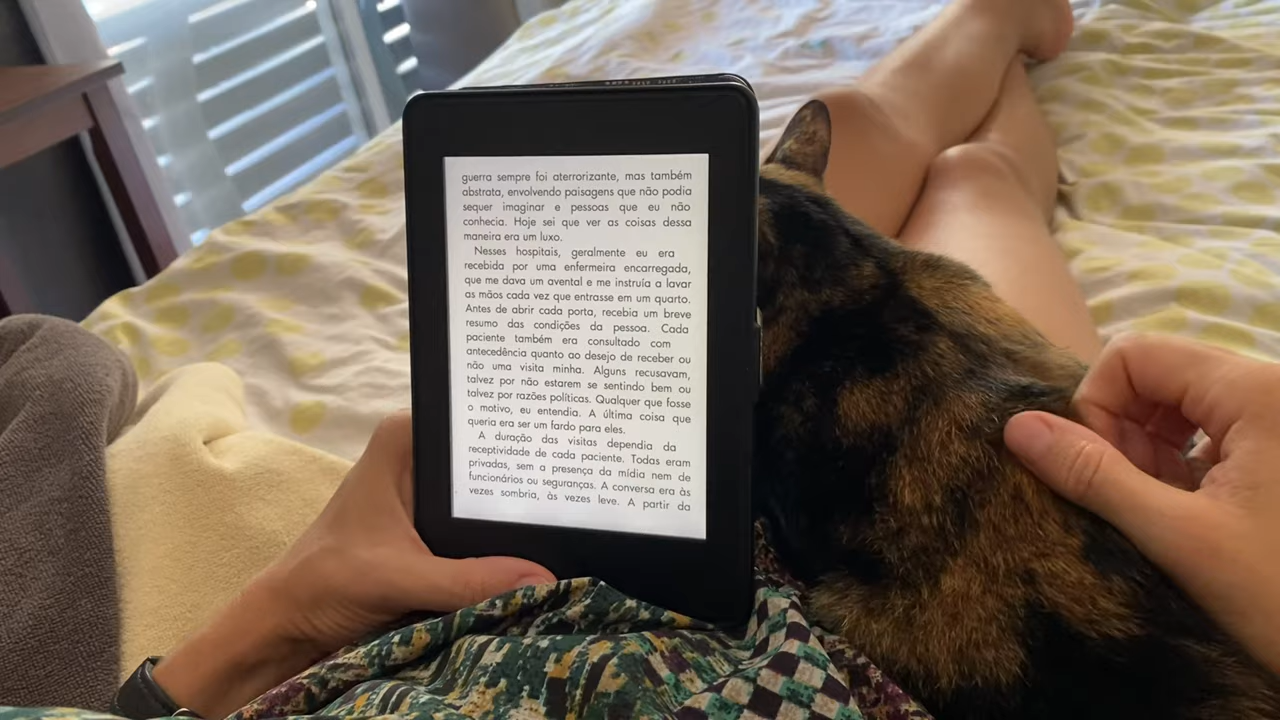 guerra sempre foi aterrorizante, mas também
abstrata, envolvendo paisagens que não podia
sequer imaginar e pessoas que eu não
conhecia. Hoje sei que ver as coisas dessa
maneira era um luxo.
Nesses hospitais, geralmente eu era
recebida por uma enfermeira encarregada,
que me dava um avental e me instruía a lavar
as mãos cada vez que entrasse em um quarto.
Antes de abrir cada porta, recebia um breve
resumo das condições da pessoa. Cada
paciente também era consultado com
antecedência quanto ao desejo de receber ou
não uma visita minha. Alguns recusavam,
talvez por não estarem se sentindo bem ou
talvez por razões políticas. Qualquer que fosse
o motivo, eu entendia. A última coisa que
queria era ser um fardo para eles.
A duração das visitas dependia da
receptividade de cada paciente. Todas eram
privadas, sem a presença da mídia nem de
funcionários ou seguranças. A conversa era às
vezes sombria, às vezes leve. A partir da